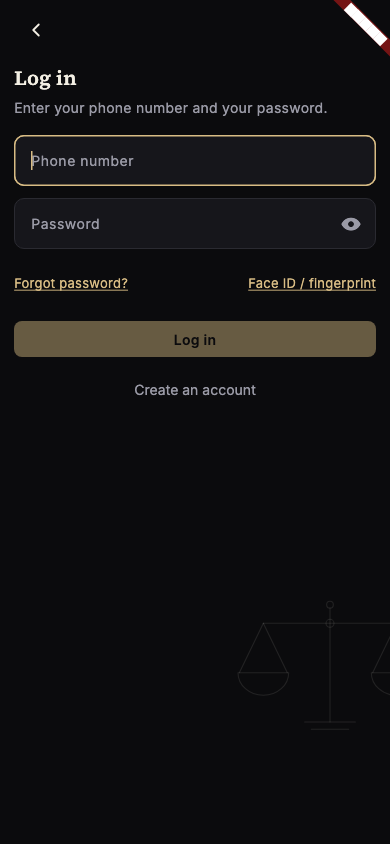 Log in
Enter your phone number and your password.
Phone number
Password
Forgot password? Face ID / fingerprint
Log in
Create an account